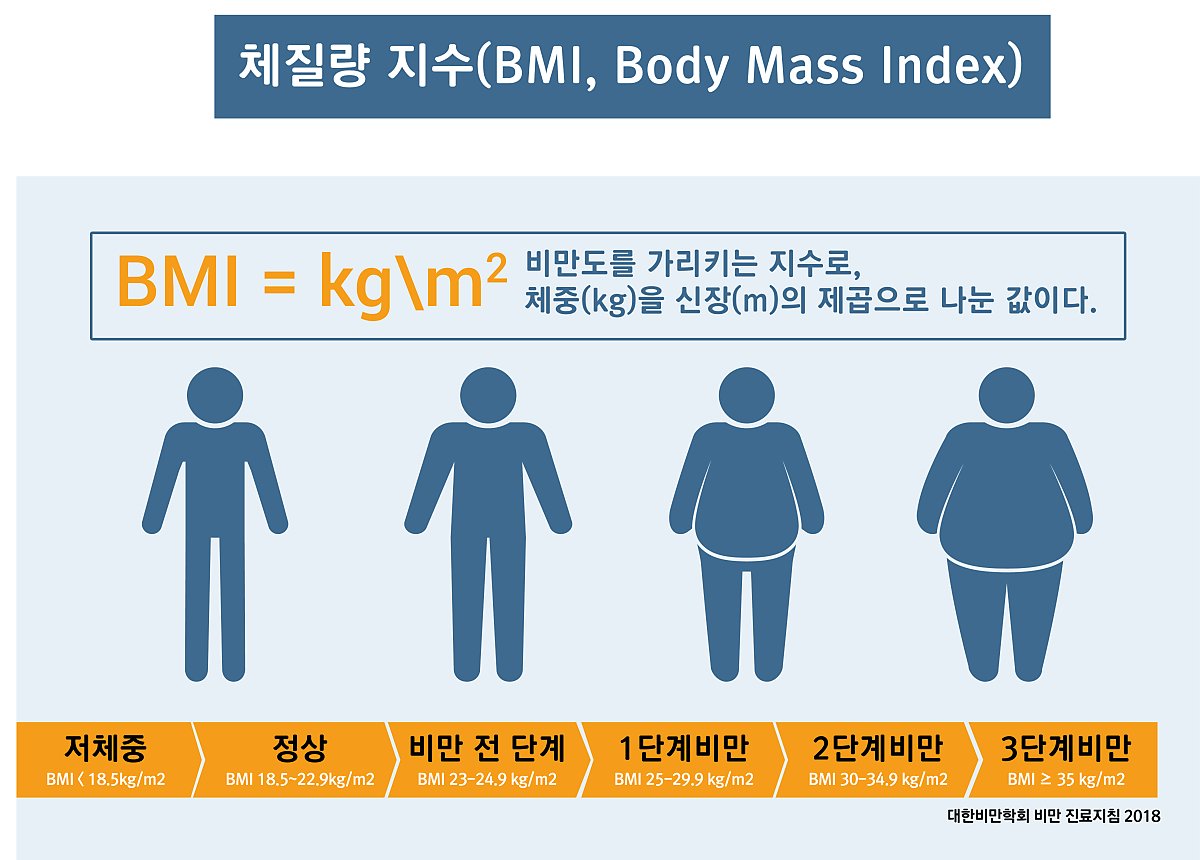 체질량 지수(BMI, Body Mass Index)
BMI = kg\m²
비만도를 가리키는 지수로,
체중(kg)을 신장(m)의 제곱으로 나눈 값이다.
저체중
BMI < 18.5kg/m2
정상
BMI 18.5~22.9kg/m2
비만 전 단계
BMI 23-24.9 kg/m2
1단계비만
BMI 25-29.9 kg/m2
2단계비만
BMI 30-34.9 kg/m2
3단계비만
BMI ≥ 35 kg/m2
대한비만학회 비만 진료지침 2018